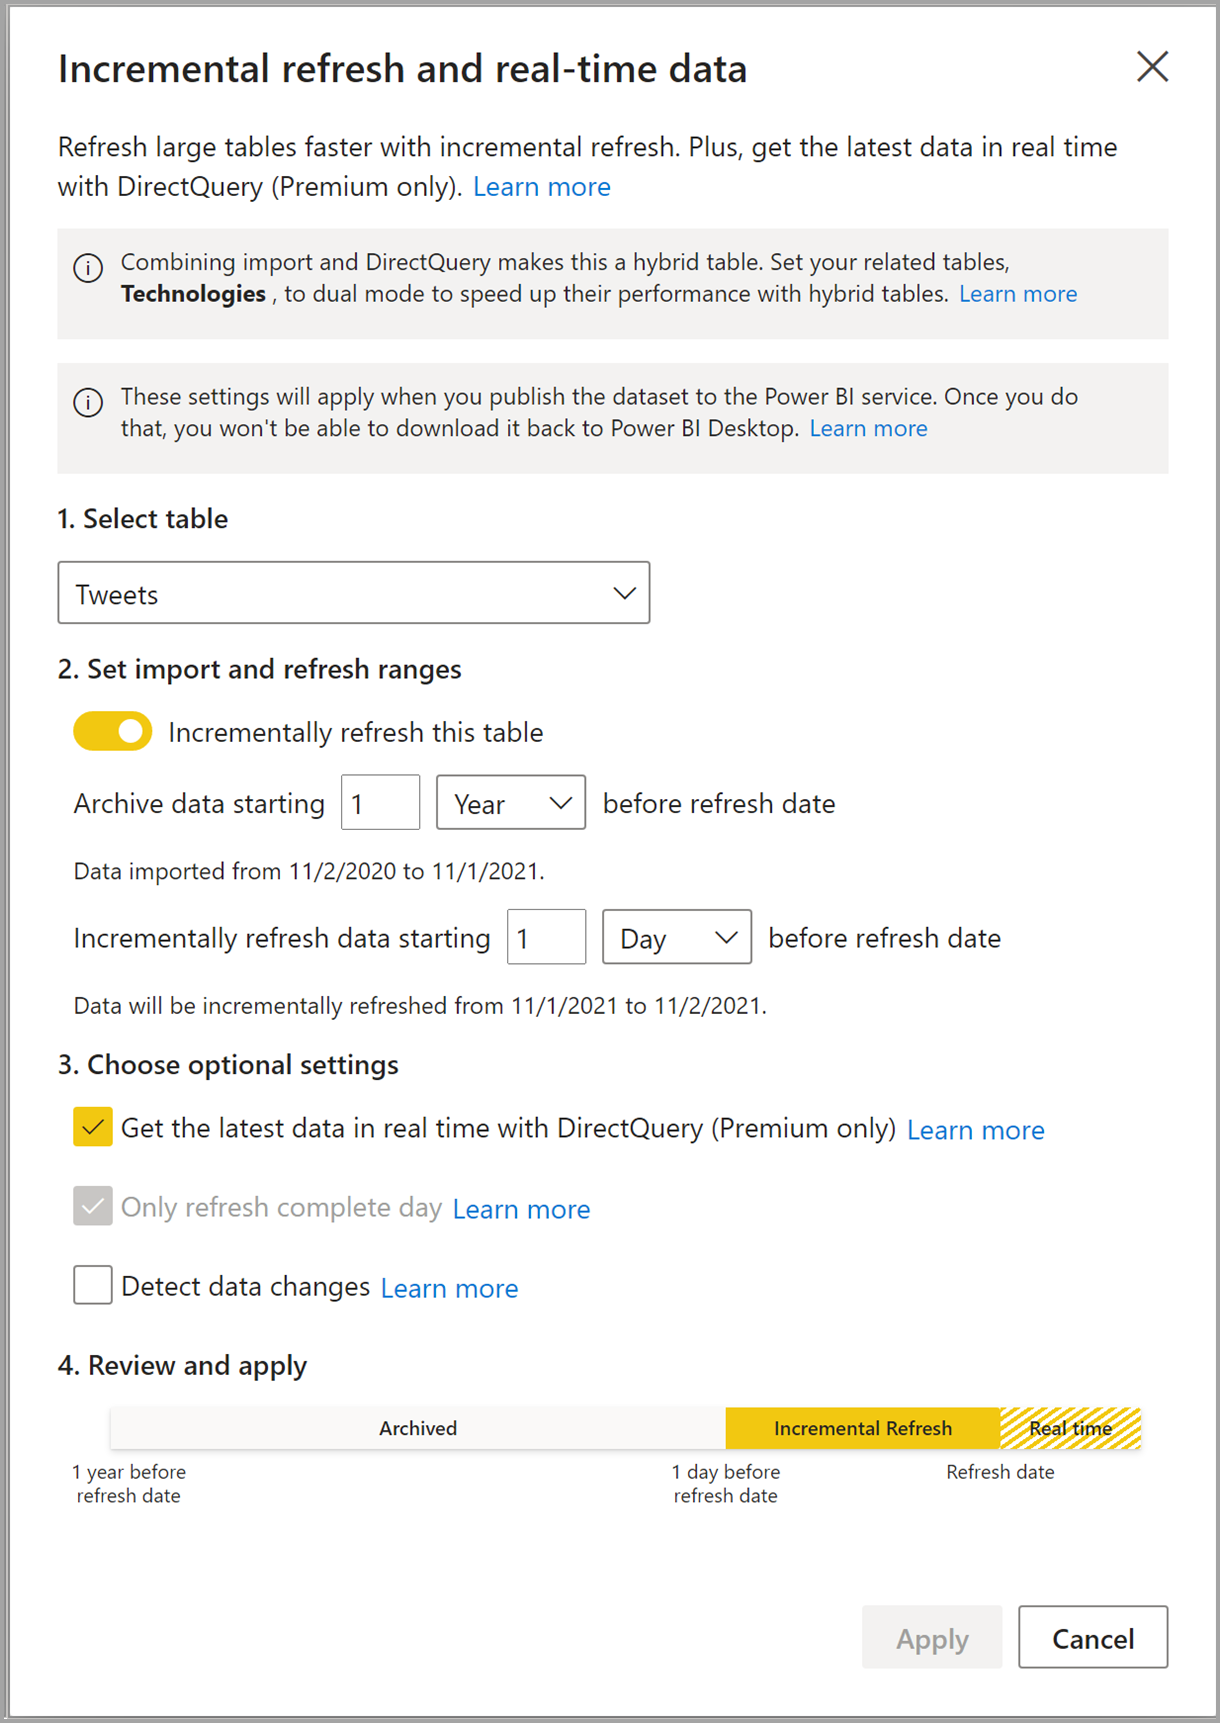 Incremental refresh and real-time data
Refresh large tables faster with incremental refresh. Plus, get the latest data in real time
with DirectQuery (Premium only). Learn more
Combining import and DirectQuery makes this a hybrid table. Set your related tables,
Technologies , to dual mode to speed up their performance with hybrid tables. Learn more
These settings will apply when you publish the dataset to the Power BI service. Once you do
that, you won't be able to download it back to Power BI Desktop. Learn more
1. Select table
Tweets
2. Set import and refresh ranges
Incrementally refresh this table
Archive data starting 1 Year before refresh date
Data imported from 11/2/2020 to 11/1/2021.
Incrementally refresh data starting 1 Day before refresh date
Data will be incrementally refreshed from 11/1/2021 to 11/2/2021.
3. Choose optional settings
Get the latest data in real time with DirectQuery (Premium only) Learn more
Only refresh complete day Learn more
Detect data changes Learn more
4. Review and apply
Archived Incremental Refresh Real time
1 year before 1 day before Refresh date
refresh date refresh date
Apply Cancel